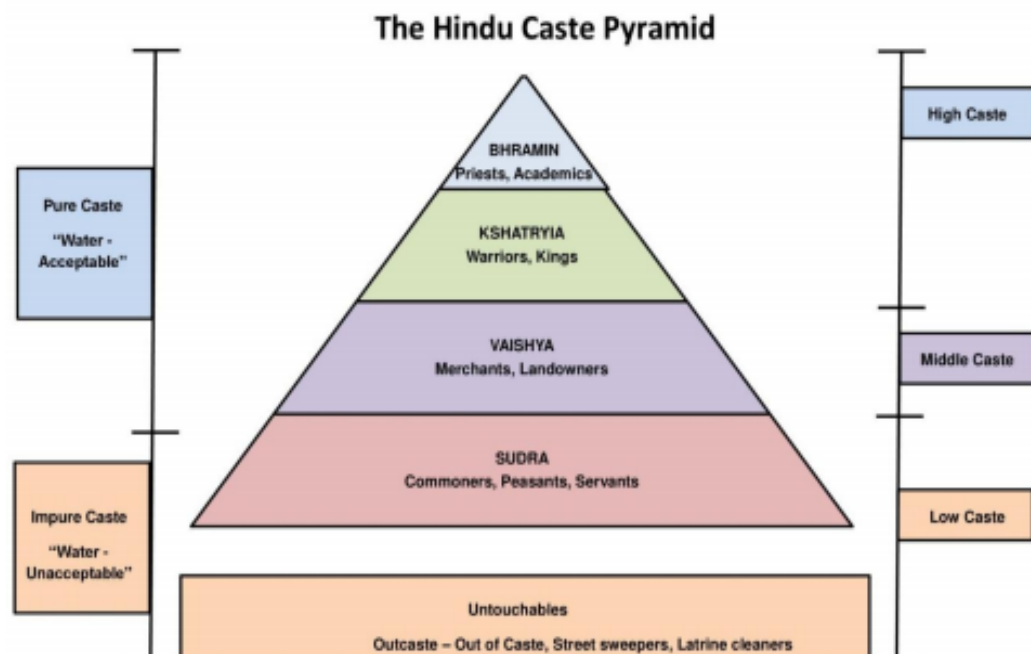 The Hindu Caste Pyramid
High Caste
BHRAMIN
Priests, Academics
Pure Caste
“Water -
Acceptable”
KSHATRYIA
Warriors, Kings
VAISHYA
Merchants, Landowners
Middle Caste
SUDRA
Commoners, Peasants, Servants
Impure Caste
“Water -
Unacceptable”
Low Caste
Untouchables
Outcaste – Out of Caste, Street sweepers, Latrine cleaners